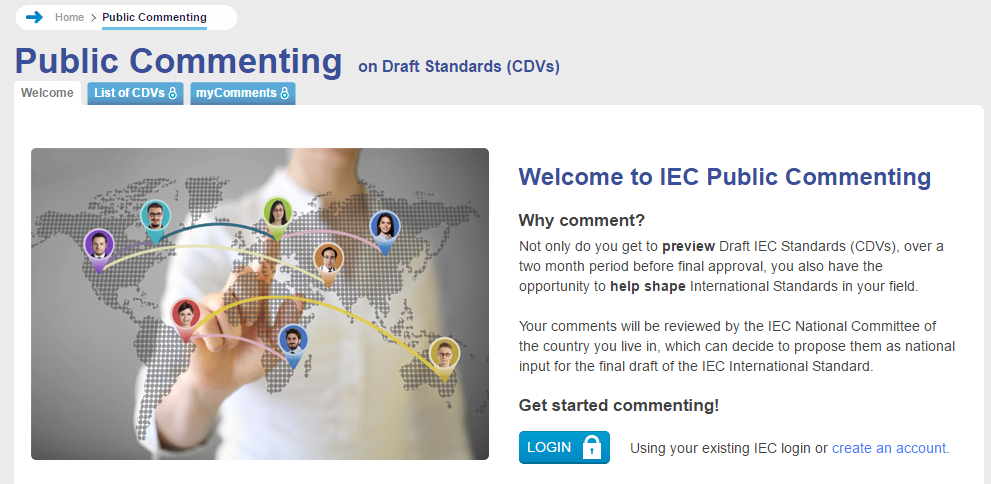 Home > Public Commenting
Public Commenting on Draft Standards (CDVs)
Welcome List of CDVs myComments
Welcome to IEC Public Commenting
Why comment?
Not only do you get to preview Draft IEC Standards (CDVs), over a
two month period before final approval, you also have the
opportunity to help shape International Standards in your field.
Your comments will be reviewed by the IEC National Committee of
the country you live in, which can decide to propose them as national
input for the final draft of the IEC International Standard.
Get started commenting!
LOGIN Using your existing IEC login or create an account.